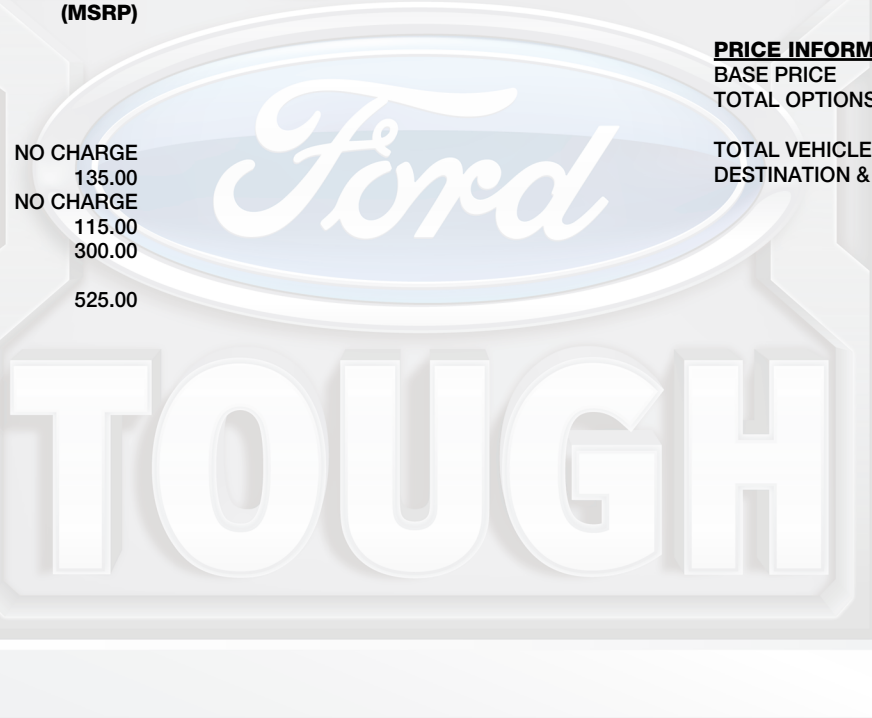 (MSRP)
NO CHARGE
135.00
NO CHARGE
115.00
300.00
525.00
PRICE INFORM
BASE PRICE
TOTAL OPTIONS
TOTAL VEHICLE
DESTINATION &
Ford
TOUGH